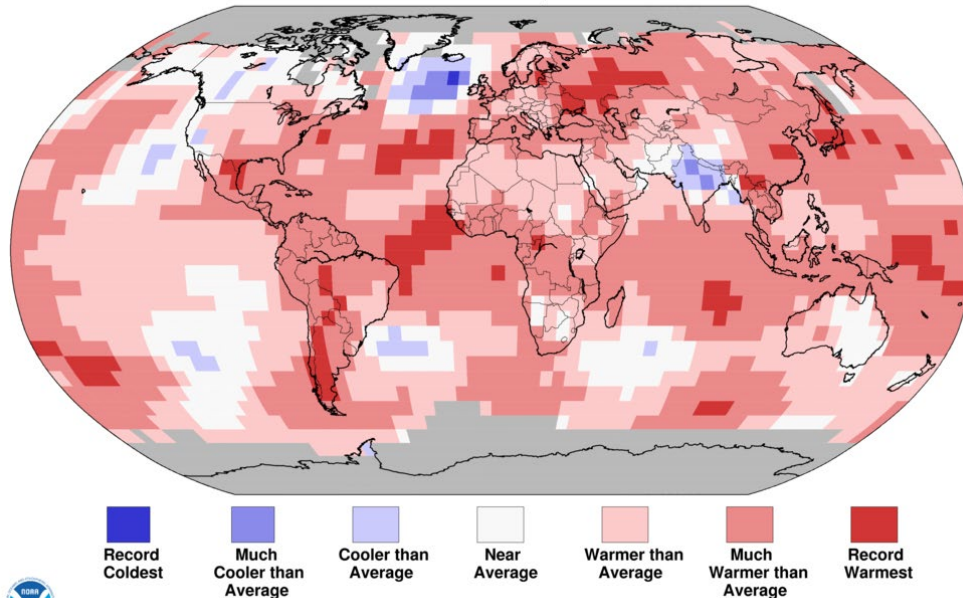 Record
Coldest
Much
Cooler than
Average
Cooler than
Average
Near
Average
Warmer than
Average
Much
Warmer than
Average
Record
Warmest
NOAA